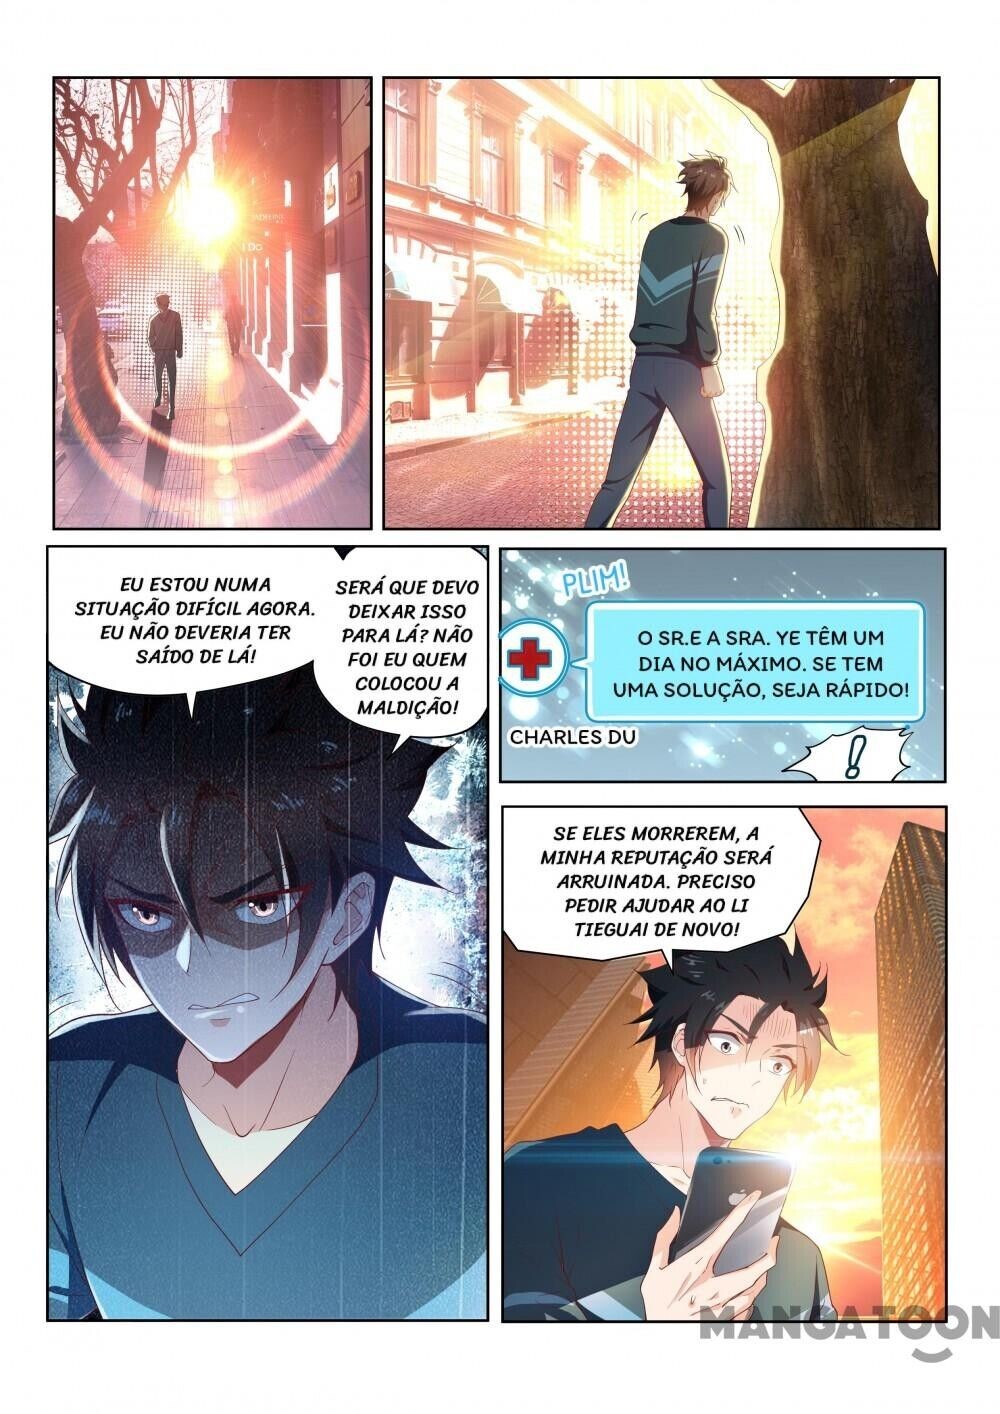 I Do
EU ESTOU NUMA
SITUAÇÃO DIFÍCIL AGORA.
EU NÃO DEVERIA TER
SAÍDO DE LÁ!
SERÁ QUE DEVO
DEIXAR ISSO
PARA LÁ? NÃO
FOI EU QUEM
COLOCOU A
MALDIÇÃO!
PLIM!
O SR.E A SRA. YE TÊM UM
DIA NO MÁXIMO. SE TEM
UMA SOLUÇÃO, SEJA RÁPIDO!
CHARLES DU
!
SE ELES MORREREM, A
MINHA REPUTAÇÃO SERÁ
ARRUINADA. PRECISO
PEDIR AJUDAR AO LI
TIEGUAI DE NOVO!
MANGATOON